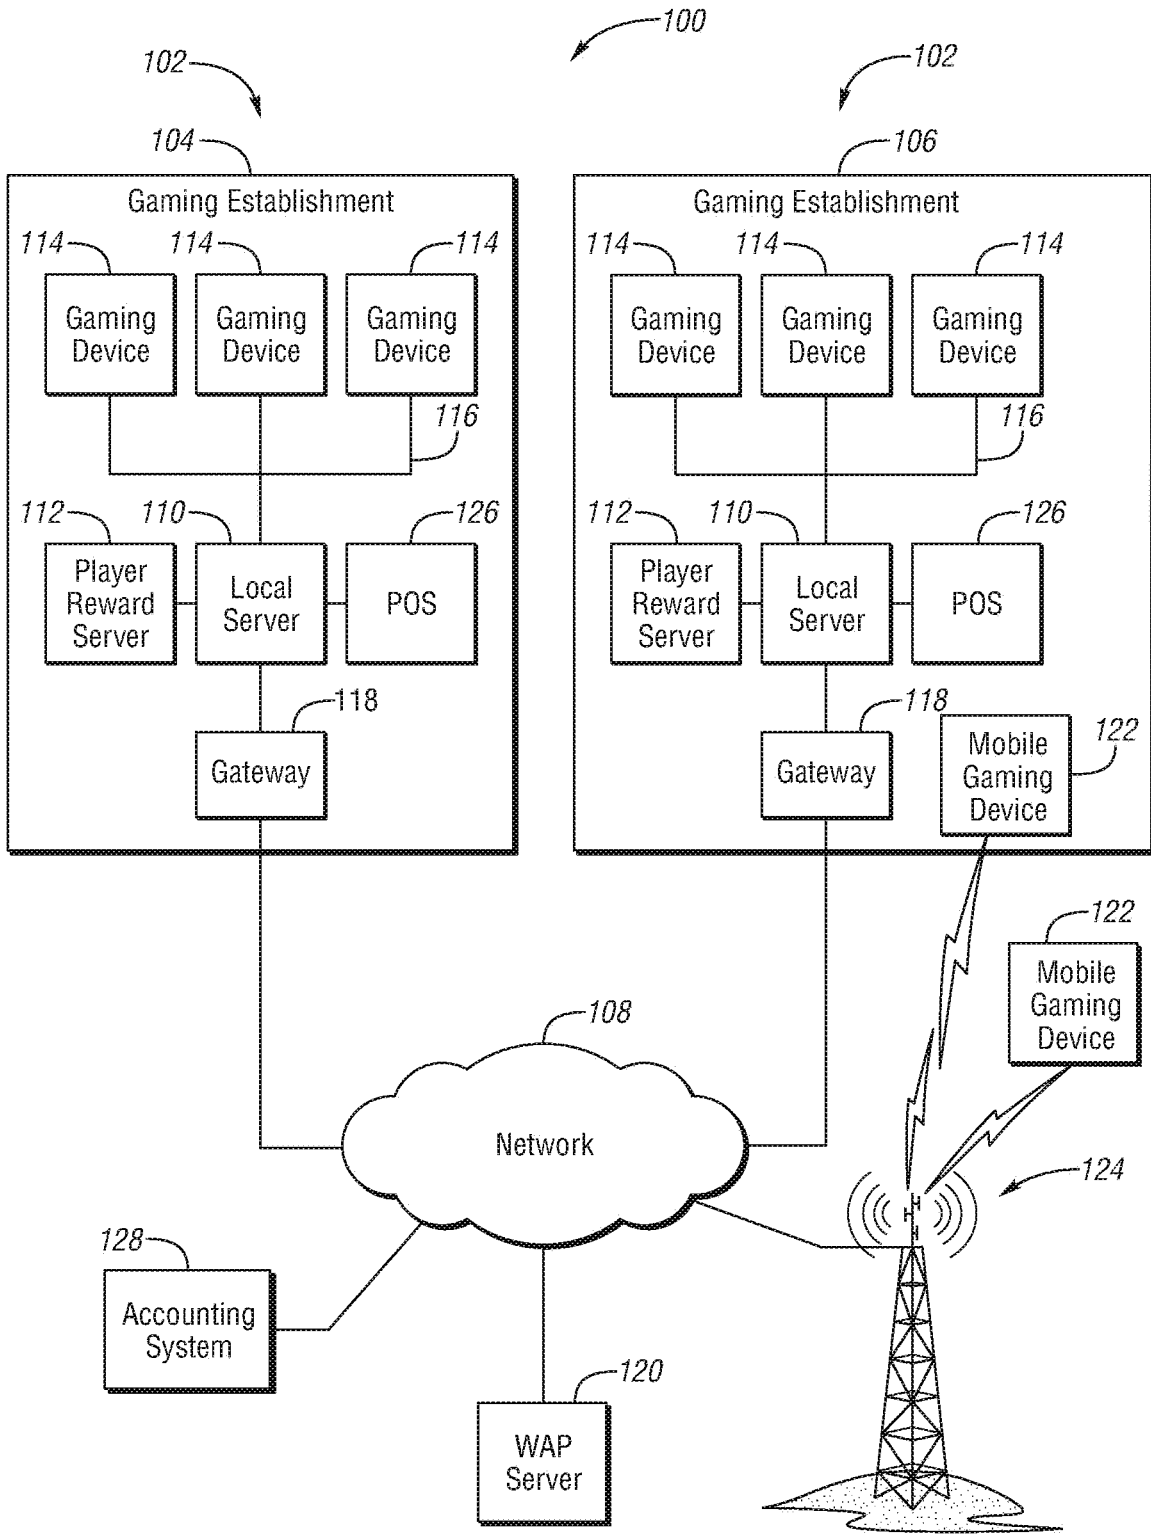 100
102
102
104
106
Gaming Establishment
Gaming Establishment
114
114
114
114
114
114
Gaming
Device
Gaming
Device
Gaming
Device
Gaming
Device
Gaming
Device
Gaming
Device
116
116
112
110
126
112
110
126
Player
Reward
Server
Local
Server
POS
Player
Reward
Server
Local
Server
POS
118
118
Gateway
Gateway
Mobile
Gaming
Device
122
122
Mobile
Gaming
Device
108
Network
124
128
Accounting
System
120
WAP
Server